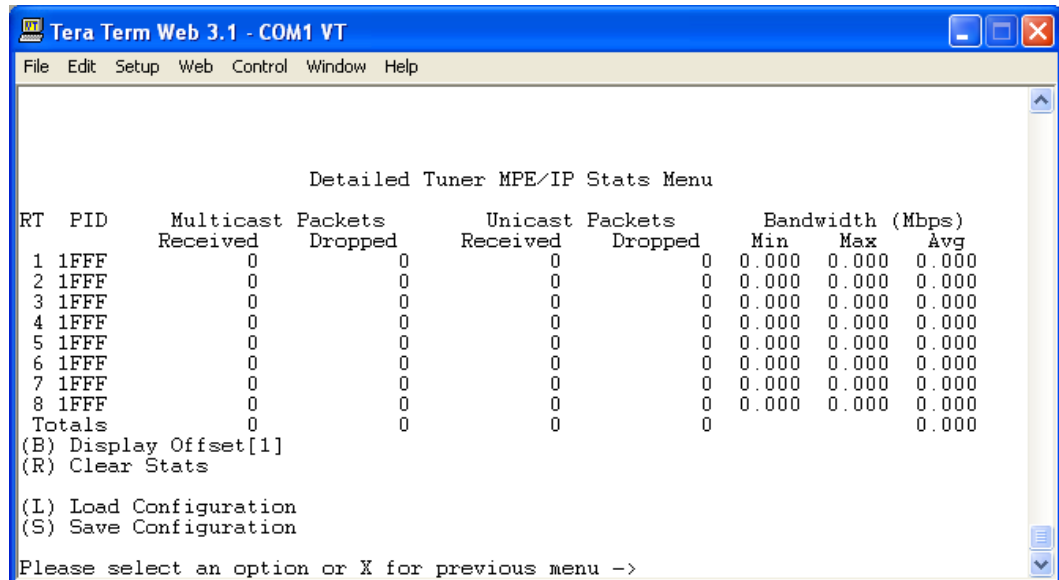 Tera Term Web 3.1 - COM1 VT
File Edit Setup Web Control Window Help
Detailed Tuner MPE/IP Stats Menu
RT PID Multicast Packets Unicast Packets Bandwidth (Mbps)
Received Dropped Received Dropped Min Max Avg
1 1FFF 0 0 0 0 0.000 0.000 0.000
2 1FFF 0 0 0 0 0.000 0.000 0.000
3 1FFF 0 0 0 0 0.000 0.000 0.000
4 1FFF 0 0 0 0 0.000 0.000 0.000
5 1FFF 0 0 0 0 0.000 0.000 0.000
6 1FFF 0 0 0 0 0.000 0.000 0.000
7 1FFF 0 0 0 0 0.000 0.000 0.000
8 1FFF 0 0 0 0 0.000 0.000 0.000
Totals 0 0 0 0 0.000
(B) Display Offset[1]
(R) Clear Stats
(L) Load Configuration
(S) Save Configuration
Please select an option or X for previous menu ->